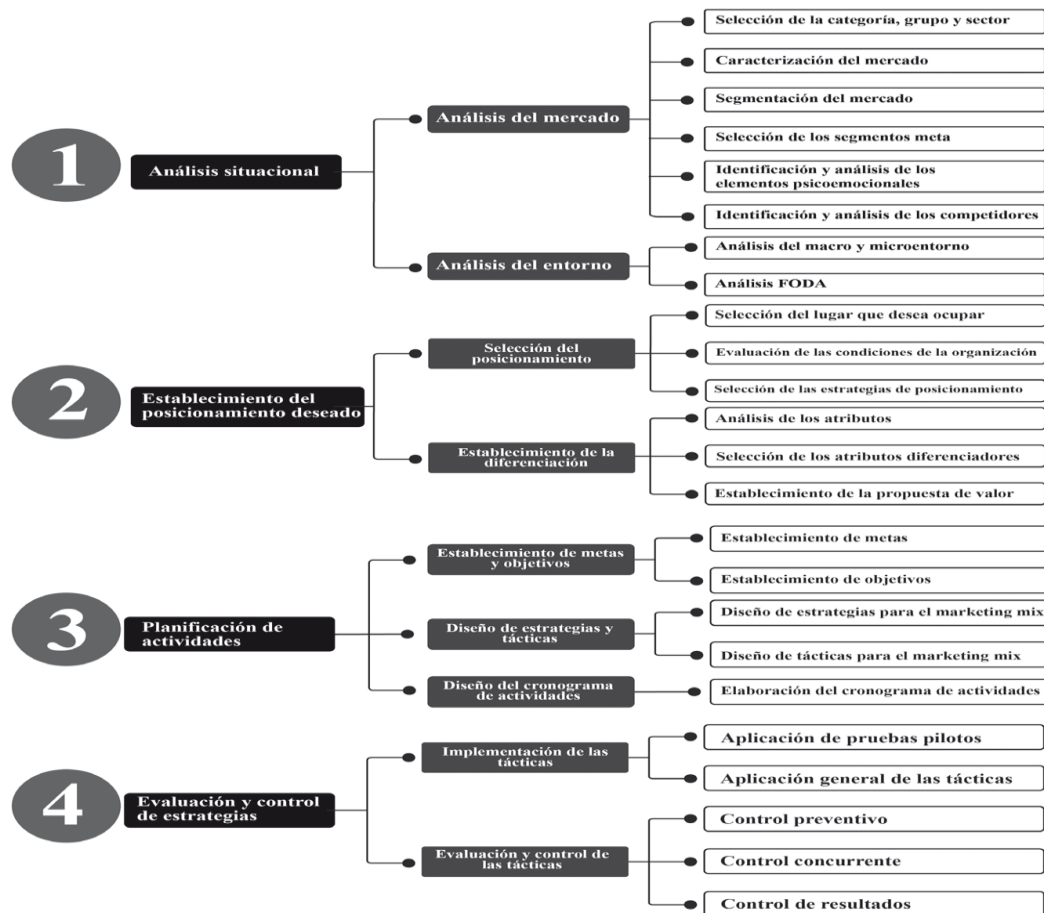 1
Análisis situacional
Análisis del mercado
Selección de la categoría, grupo y sector
Caracterización del mercado
Segmentación del mercado
Selección de los segmentos meta
Identificación y análisis de los
elementos psicoemocionales
Identificación y análisis de los competidores
Análisis del entorno
Análisis del macro y microentorno
Análisis FODA
2
Establecimiento del
posicionamiento deseado
Selección del
posicionamiento
Selección del lugar que desea ocupar
Evaluación de las condiciones de la organización
Selección de las estrategias de posicionamiento
Establecimiento de la
diferenciación
Análisis de los atributos
Selección de los atributos diferenciadores
Establecimiento de la propuesta de valor
3
Planificación de
actividades
Establecimiento de metas
y objetivos
Establecimiento de metas
Establecimiento de objetivos
Diseño de estrategias y
tácticas
Diseño de estrategias para el marketing mix
Diseño de tácticas para el marketing mix
Diseño del cronograma
de actividades
Elaboración del cronograma de actividades
4
Evaluación y control
de estrategias
Implementación de las
tácticas
Aplicación de pruebas pilotos
Aplicación general de las tácticas
Evaluación y control de
las tácticas
Control preventivo
Control concurrente
Control de resultados